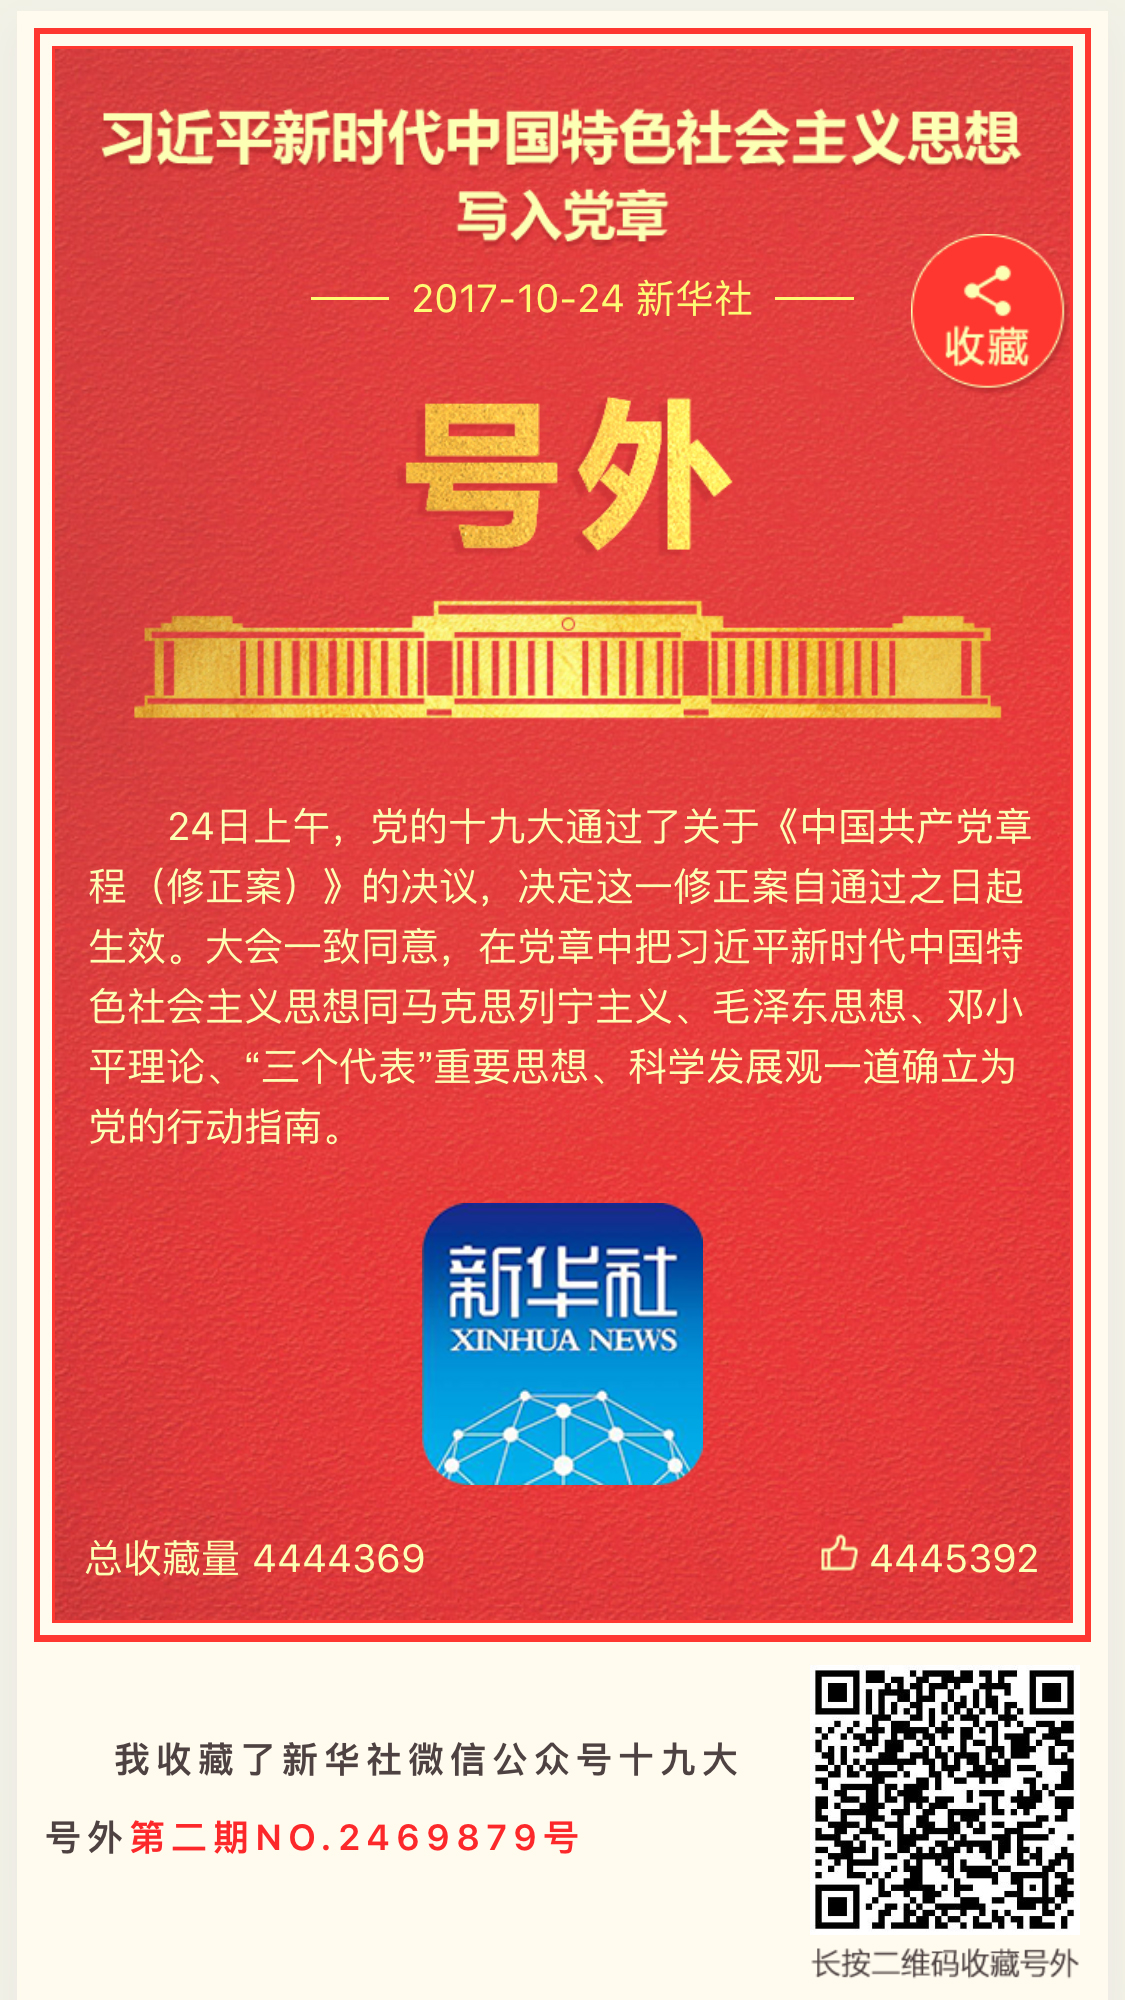 习近平新时代中国特色社会主义思想
写入党章
2017-10-24 新华社
收藏
号外
24日上午，党的十九大通过了关于《中国共产党章
程（修正案）》的决议，决定这一修正案自通过之日起
生效。大会一致同意，在党章中把习近平新时代中国特
色社会主义思想同马克思列宁主义、毛泽东思想、邓小
平理论、“三个代表”重要思想、科学发展观一道确立为
党的行动指南。
新华社
XINHUA NEWS
总收藏量 4444369
4445392
我收藏了新华社微信公众号十九大
号外第二期NO.2469879号
长按二维码收藏号外